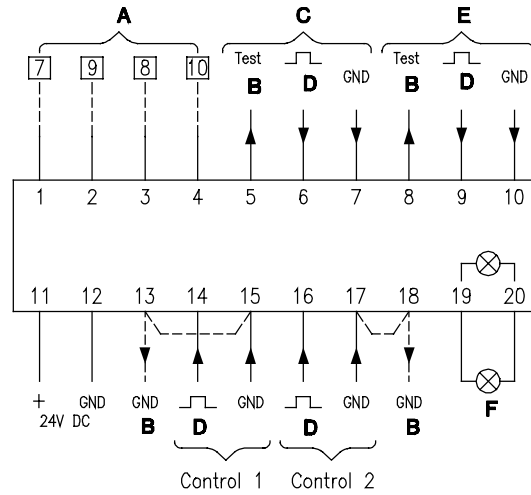 A C E
7 9 8 10 Test GND Test GND
B D B D
1 2 3 4 5 6 7 8 9 10
11 12 13 14 15 16 17 18 19 20
+ GND GND GND GND GND
24V DC B D D B F
Control 1 Control 2